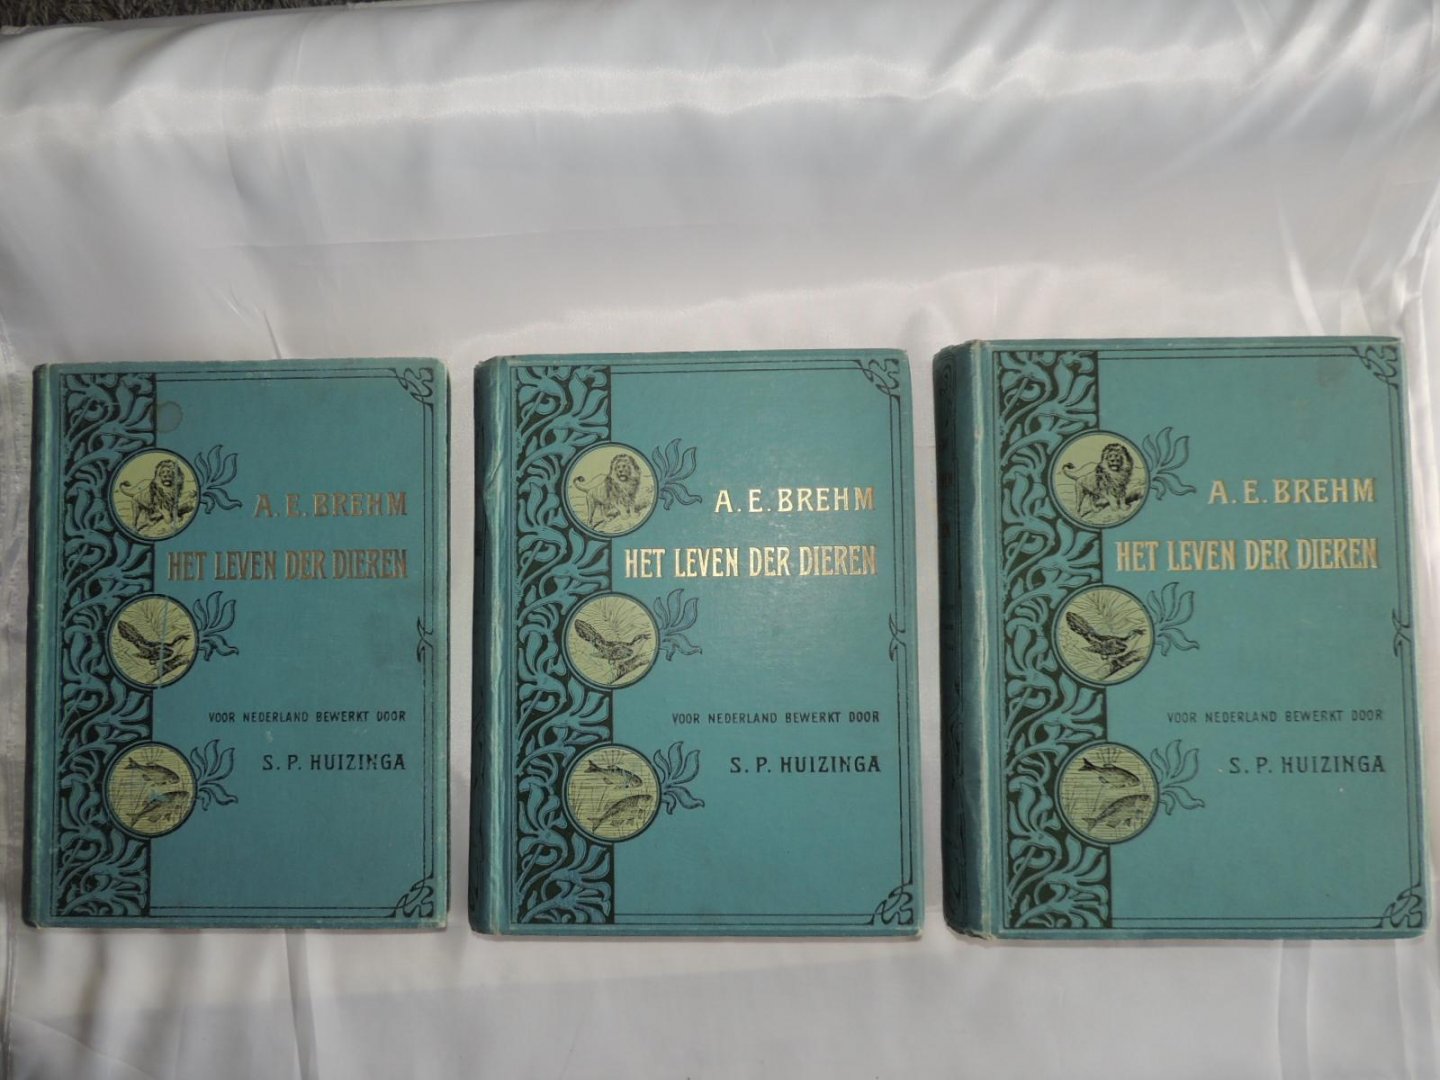 A. E. BREHM
HET LEVEN DER DIEREN
VOOR NEDERLAND BEWERKT DOOR
S. P. HUIZINGA
A. E. BREHM
HET LEVEN DER DIEREN
VOOR NEDERLAND BEWERKT DOOR
S. P. HUIZINGA
A. E. BREHM
HET LEVEN DER DIEREN
VOOR NEDERLAND BEWERKT DOOR
S. P. HUIZINGA